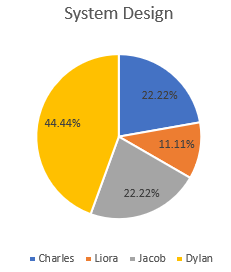 System Design
22.22%
44.44%
11.11%
22.22%
Charles Liora Jacob Dylan